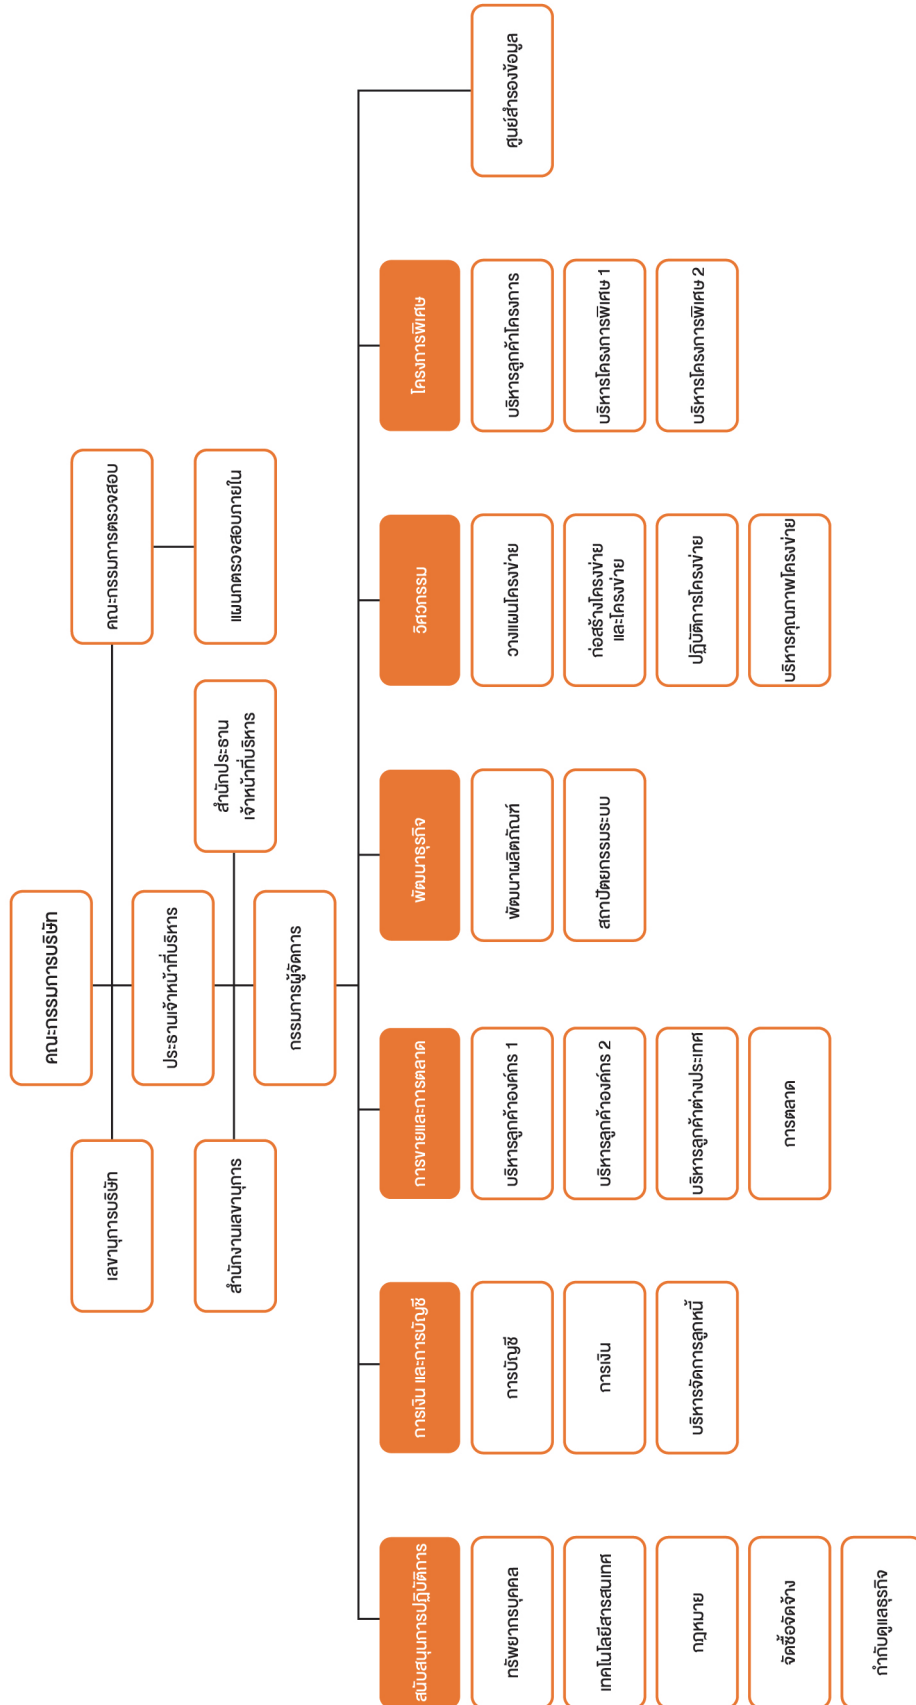 คณะกรรมการบริษัท
เลขานุการบริษัท
คณะกรรมการตรวจสอบ
ประธานเจ้าหน้าที่บริหาร
แผนกตรวจสอบภายใน
สำนักงานเลขานุการ
สำนักประธาน
เจ้าหน้าที่บริหาร
กรรมการผู้จัดการ
สนับสนุนการปฏิบัติการ
ทรัพยากรบุคคล
เทคโนโลยีสารสนเทศ
กฎหมาย
จัดซื้อจัดจ้าง
กำกับดูแลธุรกิจ
การเงิน และการบัญชี
การบัญชี
การเงิน
บริหารจัดการลูกหนี้
การขายและการตลาด
บริหารลูกค้าองค์กร 1
บริหารลูกค้าองค์กร 2
บริหารลูกค้าต่างประเทศ
การตลาด
พัฒนาธุรกิจ
พัฒนาผลิตภัณฑ์
สถาปัตยกรรมระบบ
วิศวกรรม
วางแผนโครงข่าย
ก่อสร้างโครงข่าย
และโครงข่าย
ปฏิบัติการโครงข่าย
บริหารคุณภาพโครงข่าย
โครงการพิเศษ
บริหารลูกค้าโครงการ
บริหารโครงการพิเศษ 1
บริหารโครงการพิเศษ 2
ศูนย์สำรองข้อมูล